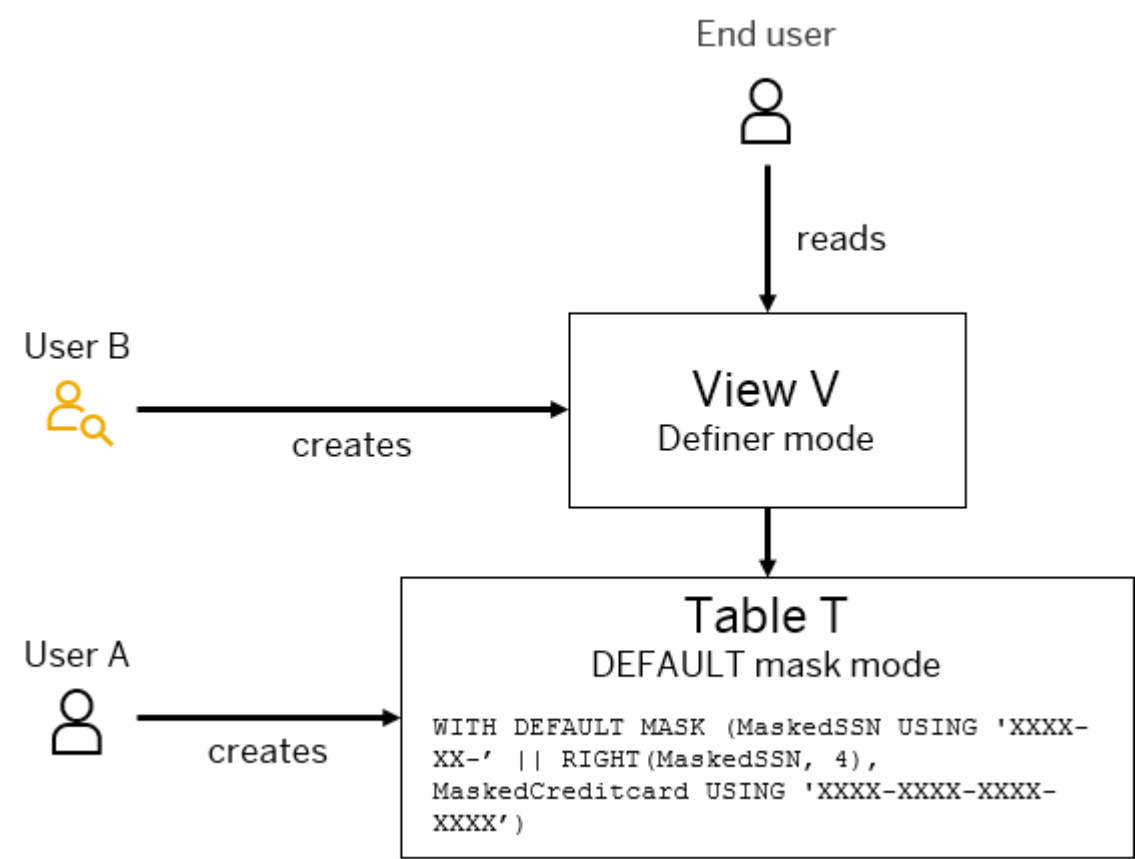 End user
reads
User B
creates
View V
Definer mode
User A
creates
Table T
DEFAULT mask mode
WITH DEFAULT MASK (MaskedSSN USING 'XXXX-
XX-’ || RIGHT(MaskedSSN, 4),
MaskedCreditcard USING 'XXXX-XXXX-XXXX-
XXXX’)